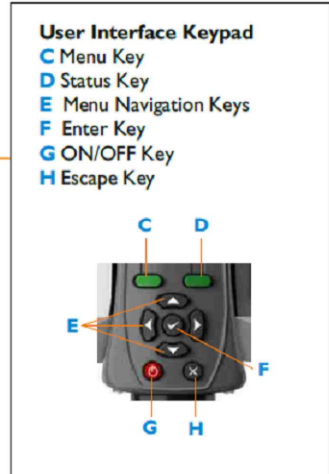 User Interface Keypad
C Menu Key
D Status Key
E Menu Navigation Keys
F Enter Key
G ON/OFF Key
H Escape Key
C D
E
F
G H